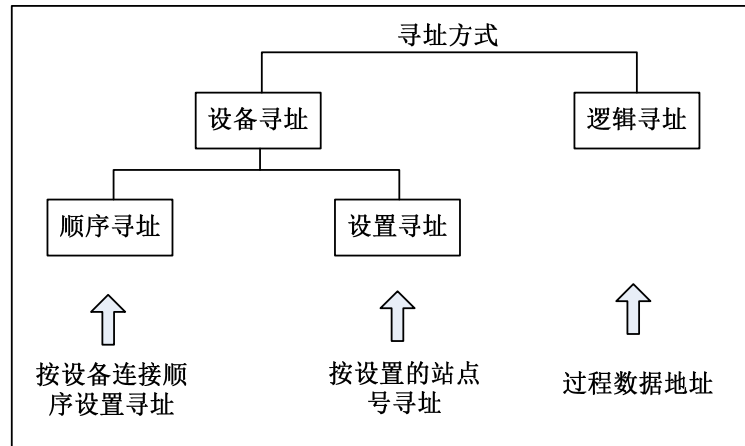 寻址方式
设备寻址
逻辑寻址
顺序寻址
设置寻址
按设备连接顺
序设置寻址
按设置的站点
号寻址
过程数据地址